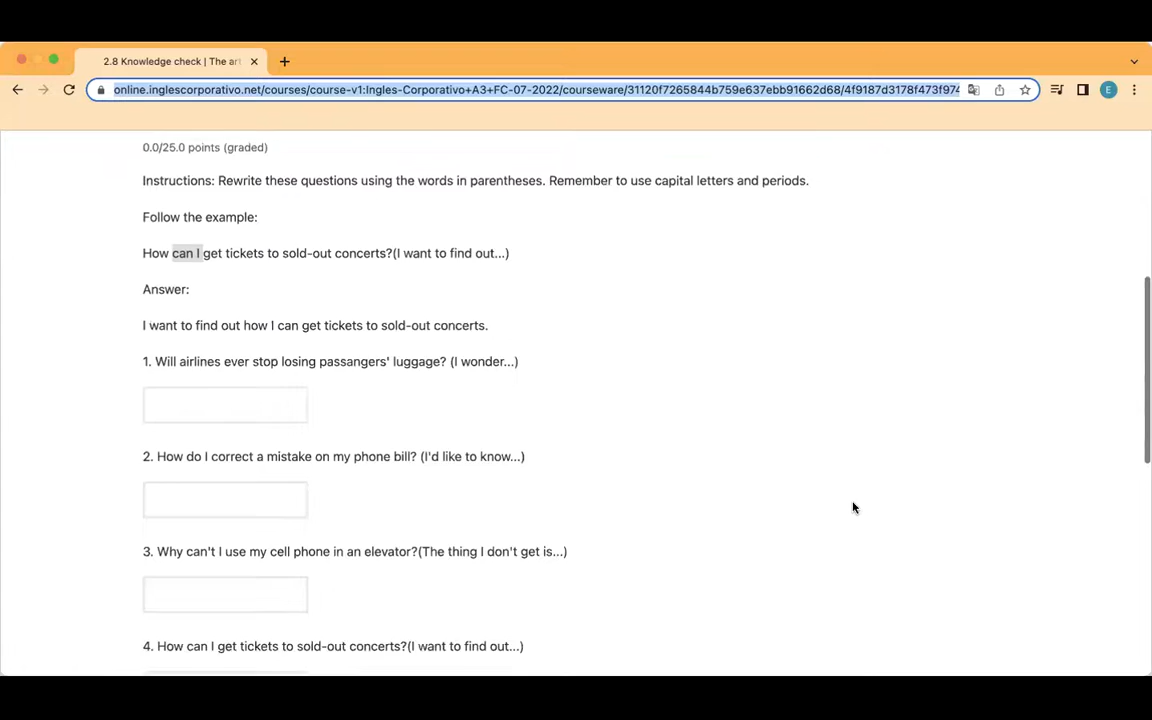 2.8 Knowledge check | The art
online.inglescorporativo.net/courses/course-v1:Ingles-Corporativo+A3+FC-07-2022/courseware/31120f7265844b759e637ebb91662d68/4f9187d3178f473f974
E
0.0/25.0 points (graded)
Instructions: Rewrite these questions using the words in parentheses. Remember to use capital letters and periods.
Follow the example:
How can I get tickets to sold-out concerts?(I want to find out...)
Answer:
I want to find out how I can get tickets to sold-out concerts.
1. Will airlines ever stop losing passangers' luggage? (I wonder...)
2. How do I correct a mistake on my phone bill? (I'd like to know...)
3. Why can't I use my cell phone in an elevator?(The thing I don't get is...)
4. How can I get tickets to sold-out concerts?(I want to find out...)